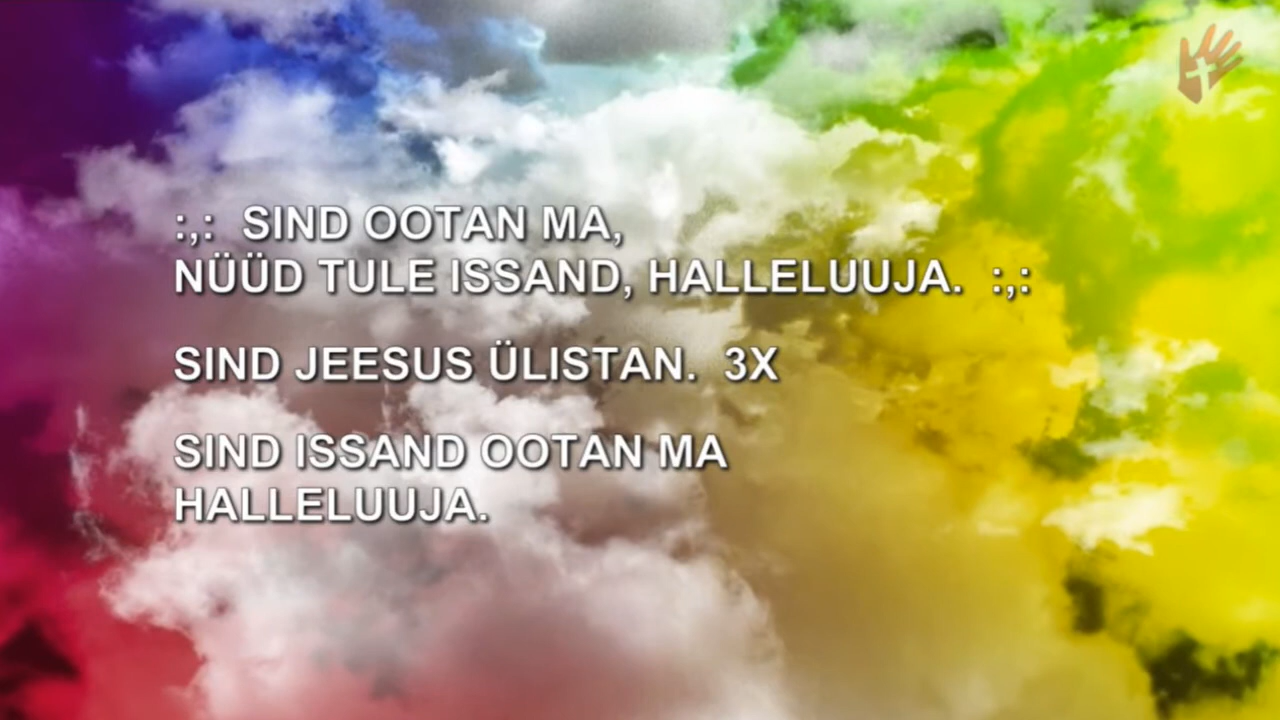 :,: SIND OOTAN MA,
NÜÜD TULE ISSAND, HALLELUUJA. :,:
SIND JEESUS ÜLISTAN. 3X
SIND ISSAND OOTAN MA
HALLELUUJA.